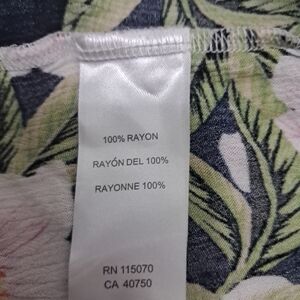 100% RAYON
RAYÓN DEL 100%
RAYONNE 100%
RN 115070
CA 40750